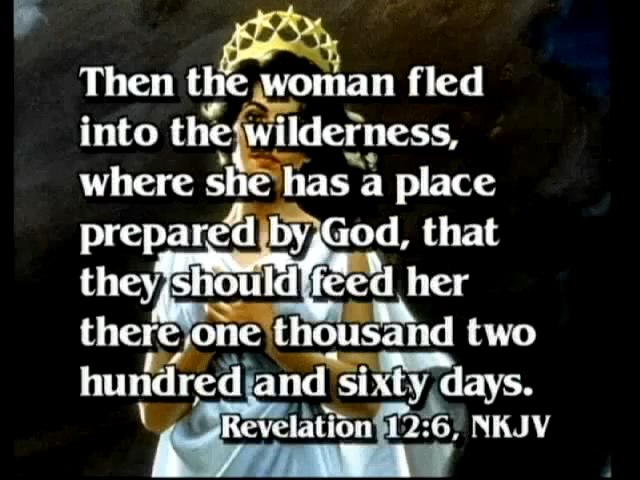 Then the woman fled
into the wilderness,
where she has a place
prepared by God, that
they should feed her
there one thousand two
hundred and sixty days.
Revelation 12:6, NKJV